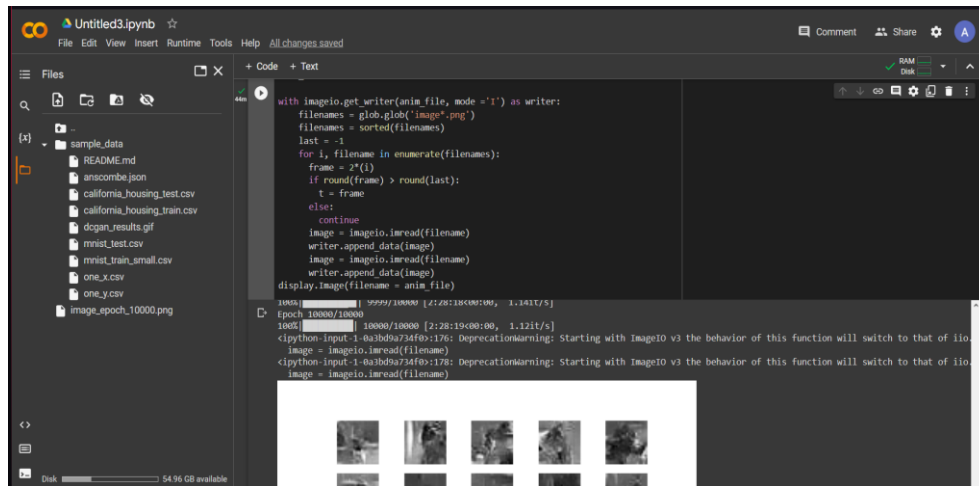 Untitled3.ipynb
File Edit View Insert Runtime Tools Help All changes saved
Comment
Share
A
Files
+ Code + Text
RAM
Disk
{x}
..
sample_data
README.md
anscombe.json
california_housing_test.csv
california_housing_train.csv
dcgan_results.gif
mnist_test.csv
mnist_train_small.csv
one_x.csv
one_y.csv
image_epoch_10000.png
Disk 54.96 GB available
44m
with imageio.get_writer(anim_file, mode ='I') as writer:
filenames = glob.glob('image*.png')
filenames = sorted(filenames)
last = -1
for i, filename in enumerate(filenames):
frame = 2*(i)
if round(frame) > round(last):
t = frame
else:
continue
image = imageio.imread(filename)
writer.append_data(image)
image = imageio.imread(filename)
writer.append_data(image)
display.Image(filename = anim_file)
100%| | 9999/10000 [2:28:18<00:00, 1.14it/s]
Epoch 10000/10000
100%| | 10000/10000 [2:28:19<00:00, 1.12it/s]
<ipython-input-1-0a3bd9a734f0>:176: DeprecationWarning: Starting with ImageIO v3 the behavior of this function will switch to that of iio.
image = imageio.imread(filename)
<ipython-input-1-0a3bd9a734f0>:178: DeprecationWarning: Starting with ImageIO v3 the behavior of this function will switch to that of iio.
image = imageio.imread(filename)